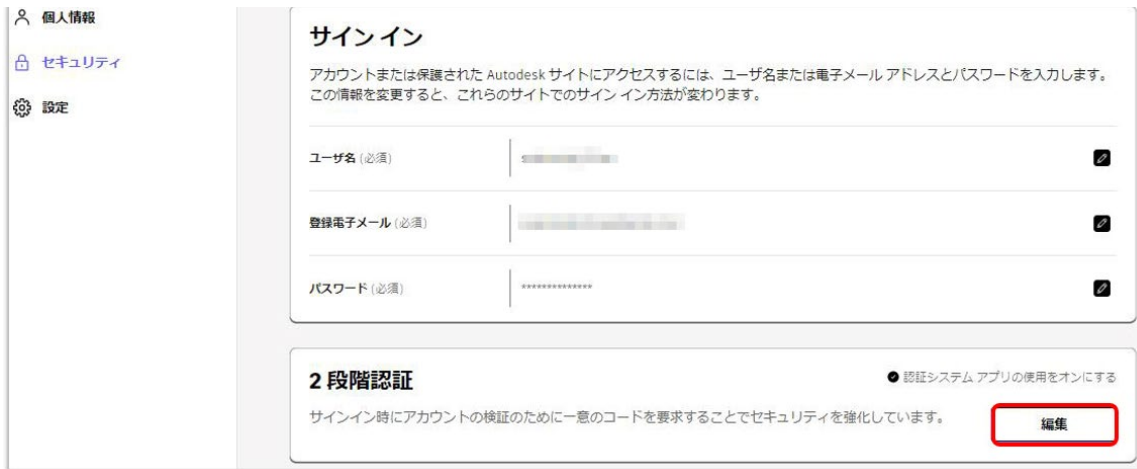 個人情報
セキュリティ
設定
サイン イン
アカウントまたは保護された Autodesk サイトにアクセスするには、ユーザ名または電子メール アドレスとパスワードを入力します。
この情報を変更すると、これらのサイトでのサイン イン方法が変わります。
ユーザ名 (必須)
登録電子メール (必須)
パスワード (必須) **************
2 段階認証
認証システム アプリの使用をオンにする
サインイン時にアカウントの検証のために一意のコードを要求することでセキュリティを強化しています。
編集